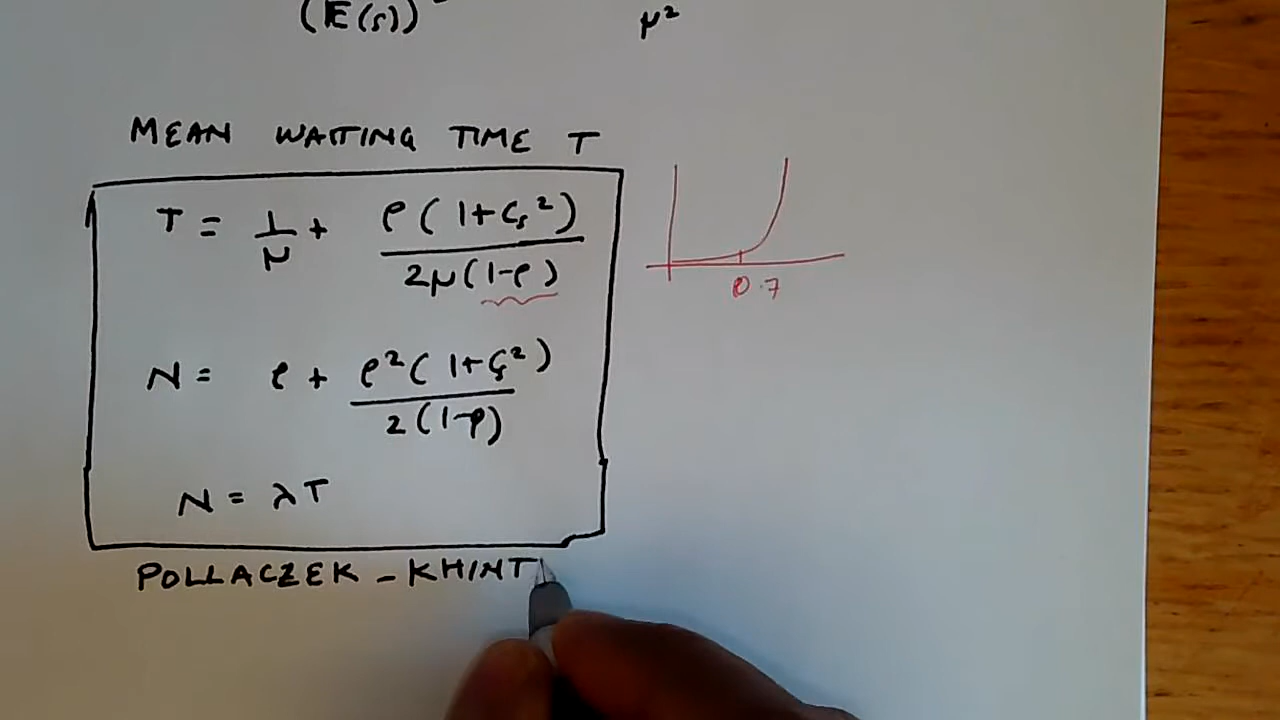 (𝔼(s))²
μ²
MEAN WAITING TIME T
T = 1/μ + ρ(1+Cₛ²)/2μ(1-ρ)
0.7
N = ρ + ρ²(1+Cₛ²)/2(1-ρ)
N = λT
POLLACZEK - KHINT